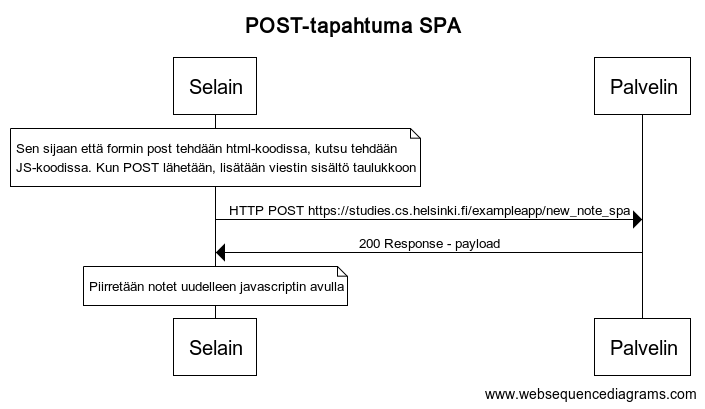 POST-tapahtuma SPA
Selain
Palvelin
Sen sijaan että formin post tehdään html-koodissa, kutsu tehdään
JS-koodissa. Kun POST lähetään, lisätään viestin sisältö taulukkoon
HTTP POST https://studies.cs.helsinki.fi/exampleapp/new_note_spa
200 Response - payload
Piirretään notet uudelleen javascriptin avulla
Selain
Palvelin
www.websequencediagrams.com